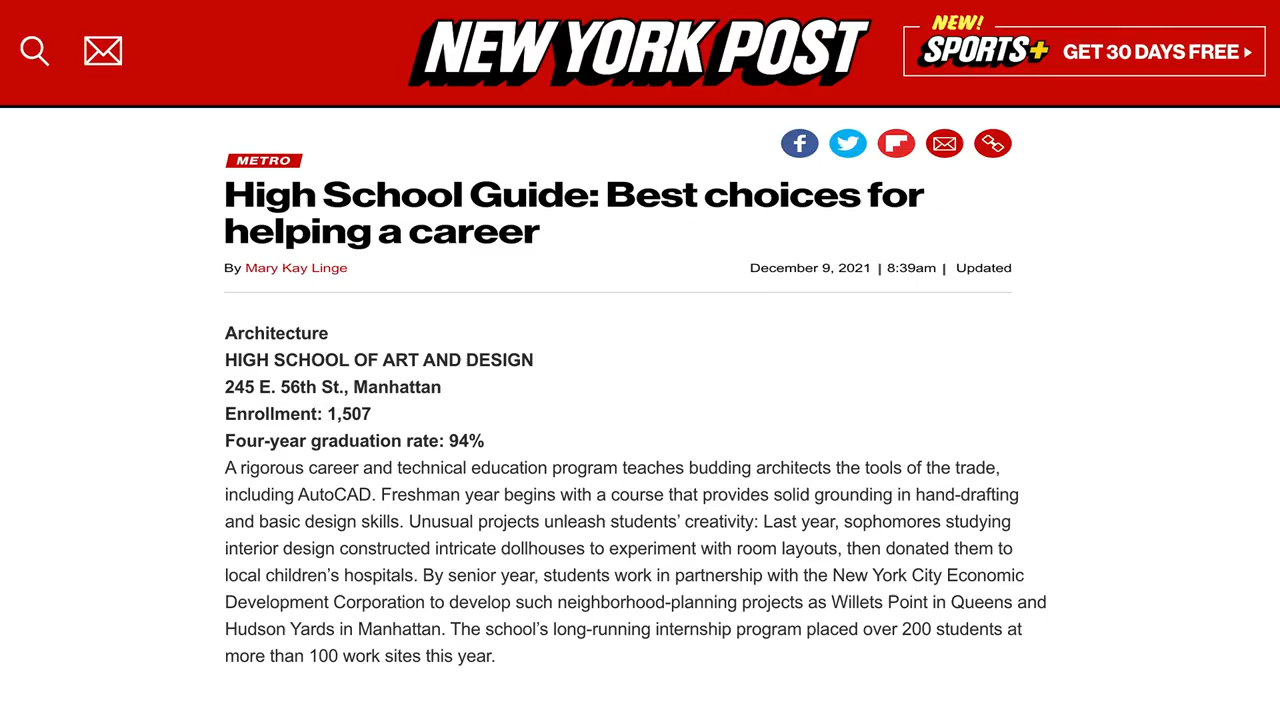 NEW YORK POST
NEW!
SPORTS+ GET 30 DAYS FREE
METRO
High School Guide: Best choices for
helping a career
By Mary Kay Linge December 9, 2021 | 8:39am | Updated
Architecture
HIGH SCHOOL OF ART AND DESIGN
245 E. 56th St., Manhattan
Enrollment: 1,507
Four-year graduation rate: 94%
A rigorous career and technical education program teaches budding architects the tools of the trade,
including AutoCAD. Freshman year begins with a course that provides solid grounding in hand-drafting
and basic design skills. Unusual projects unleash students’ creativity: Last year, sophomores studying
interior design constructed intricate dollhouses to experiment with room layouts, then donated them to
local children’s hospitals. By senior year, students work in partnership with the New York City Economic
Development Corporation to develop such neighborhood-planning projects as Willets Point in Queens and
Hudson Yards in Manhattan. The school’s long-running internship program placed over 200 students at
more than 100 work sites this year.